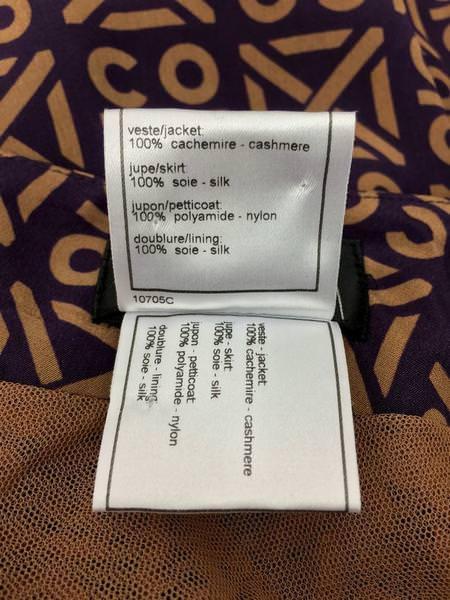 veste/jacket:
100% cachemire - cashmere
jupe/skirt:
100% soie - silk
jupon/petticoat:
100% polyamide - nylon
doublure/lining:
100% soie - silk
10705C
veste - jacket:
100% cachemire - cashmere
jupe - skirt:
100% soie - silk
jupon - petticoat:
100% polyamide - nylon
doublure - lining:
100% soie - silk